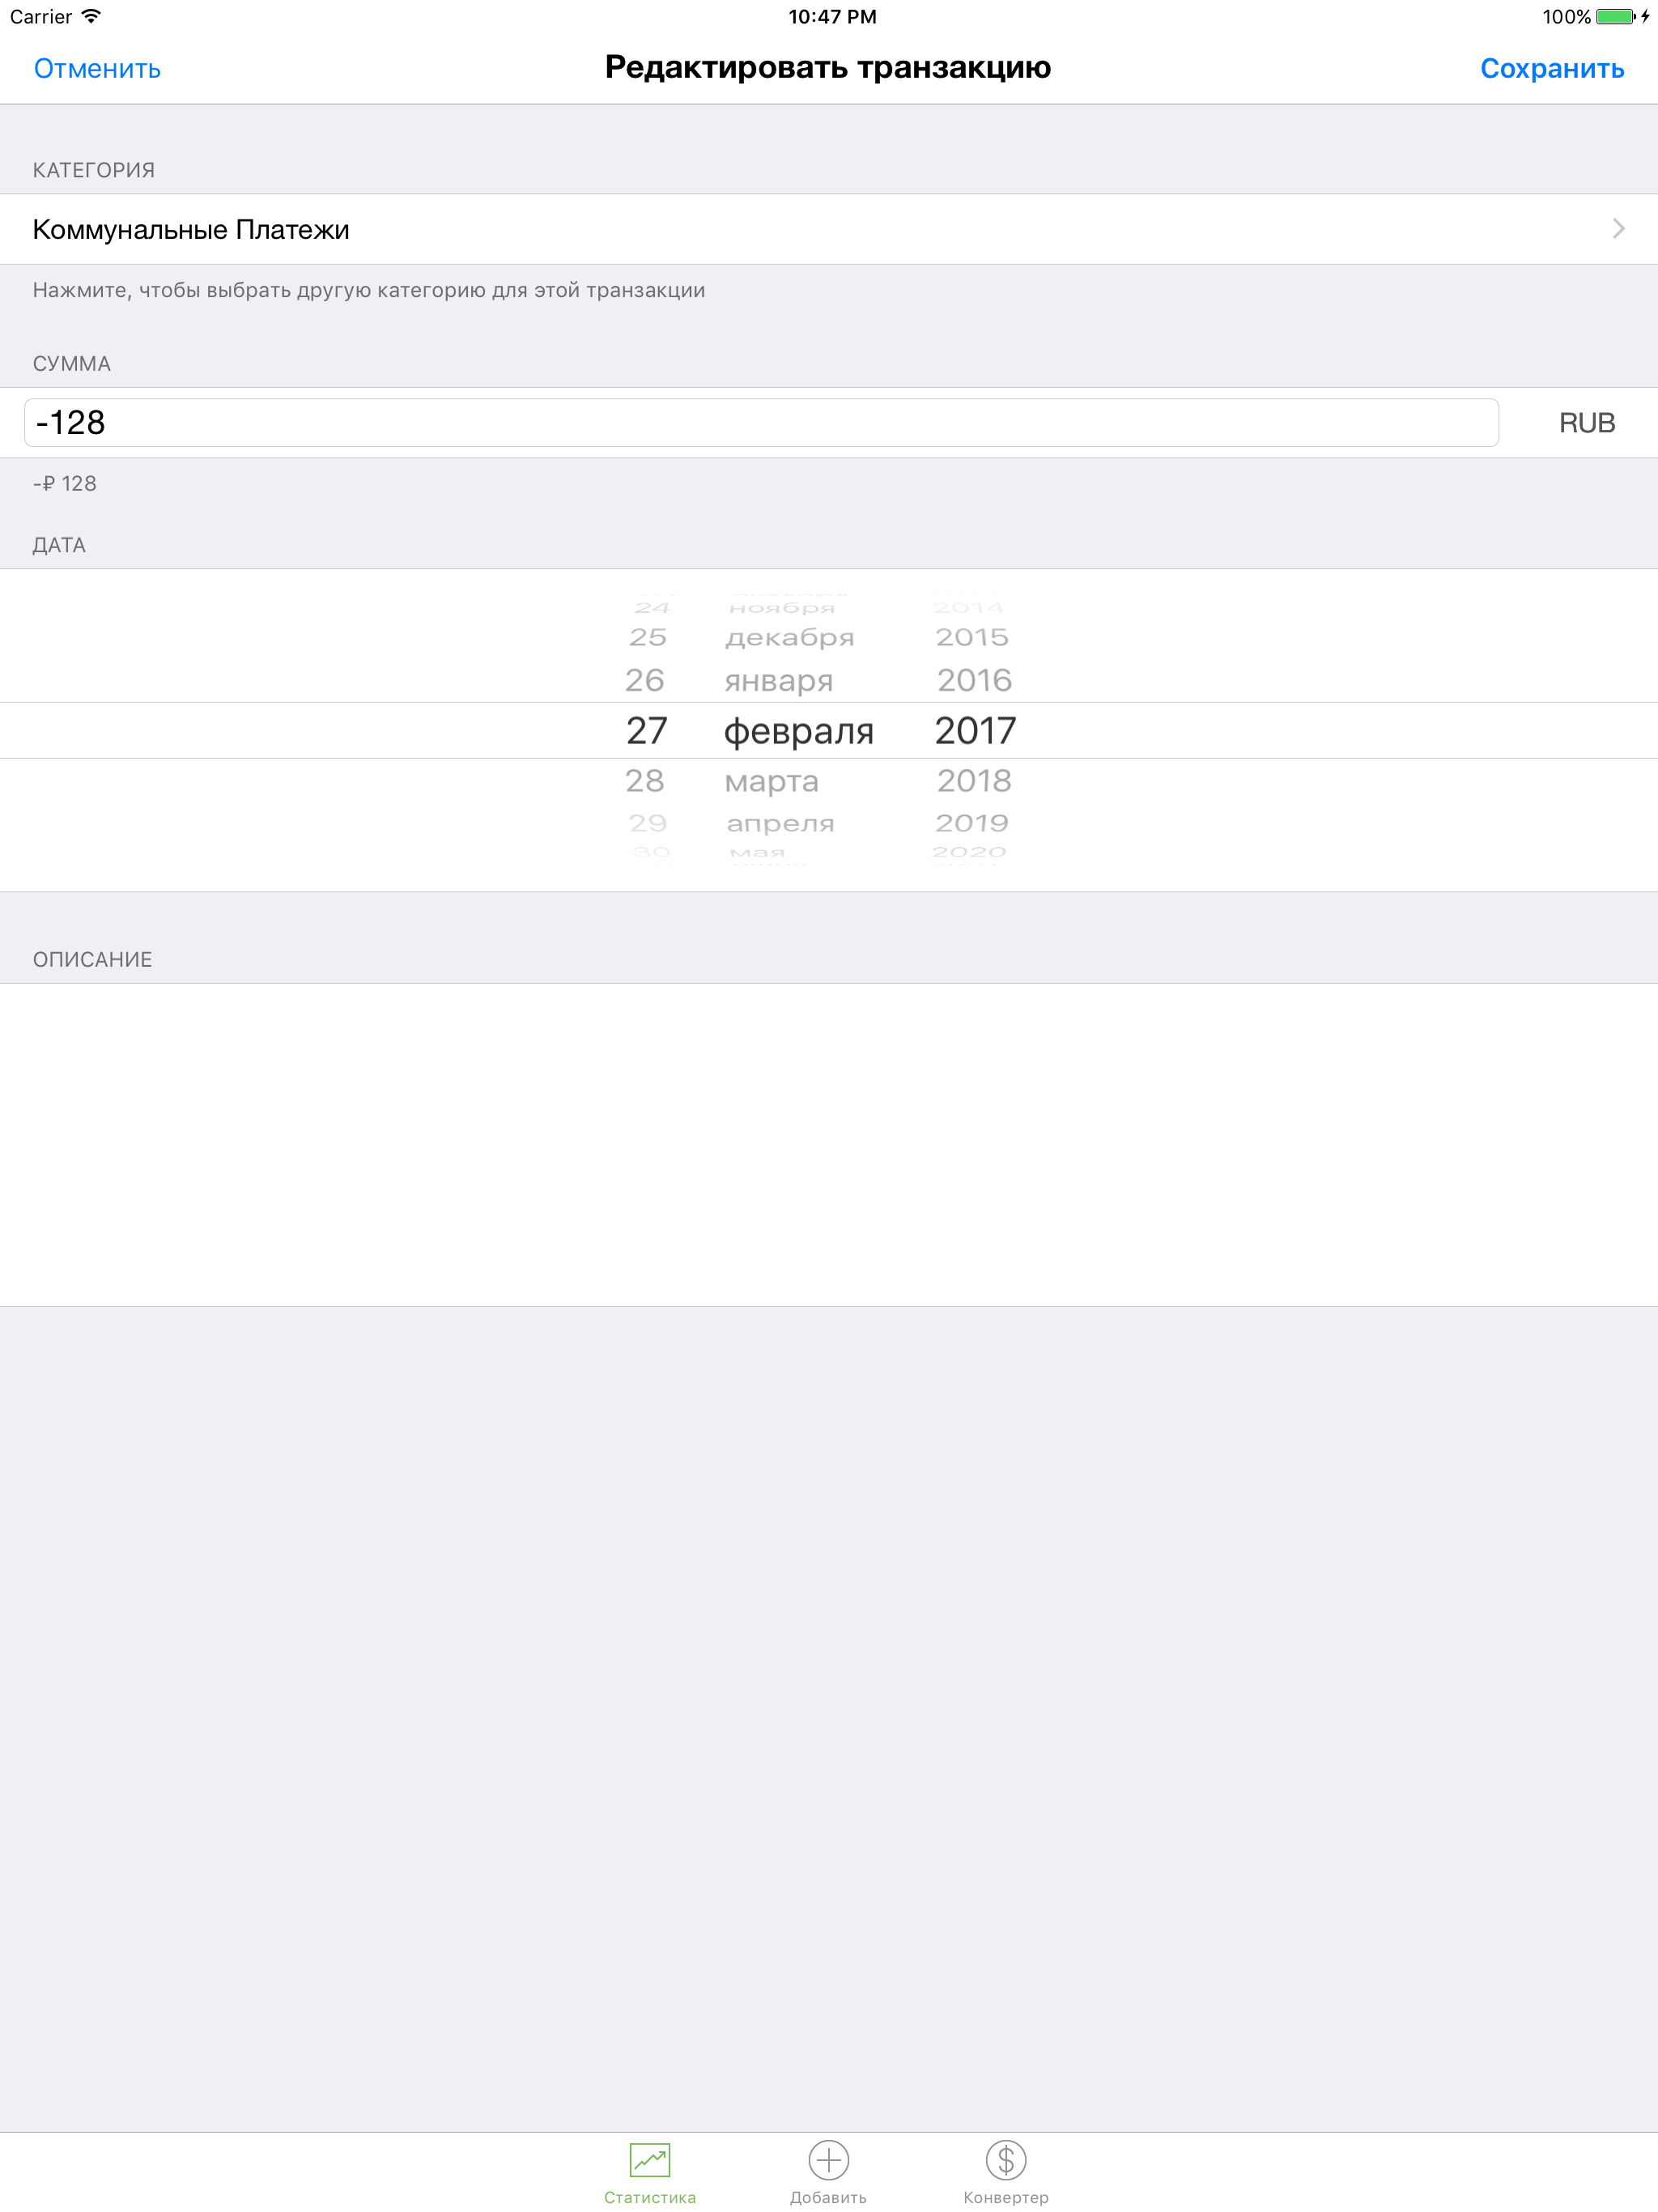 Carrier 10:47 PM 100%
Отменить Редактировать транзакцию Сохранить
КАТЕГОРИЯ
Коммунальные Платежи
Нажмите, чтобы выбрать другую категорию для этой транзакции
СУММА
-128 RUB
-₽ 128
ДАТА
24 ноября 2014
25 декабря 2015
26 января 2016
27 февраля 2017
28 марта 2018
29 апреля 2019
30 мая 2020
ОПИСАНИЕ
Статистика Добавить Конвертер